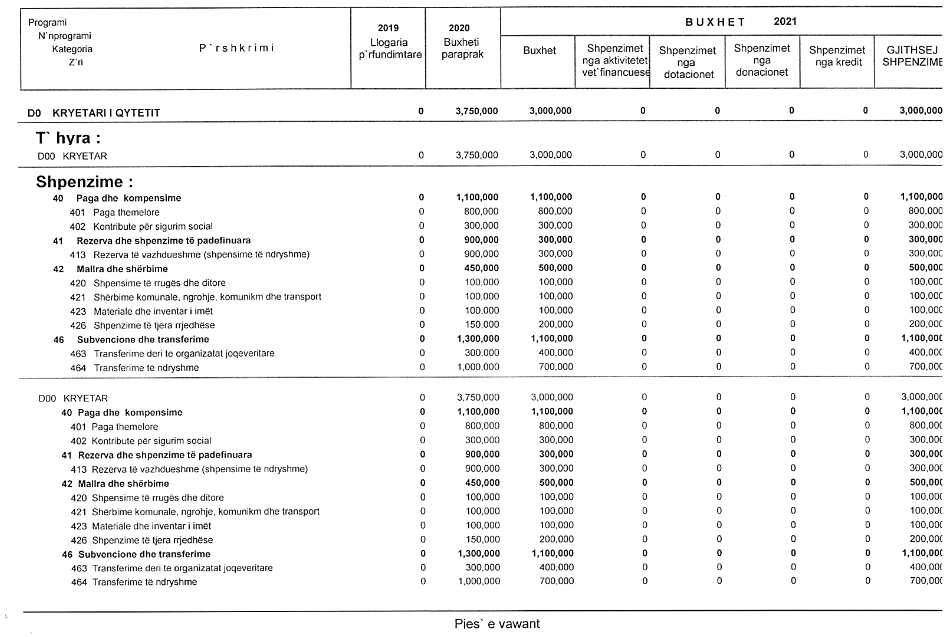 Programi
N`nprogrami
Kategoria
Z`ri
P`rshkrimi
2019
Llogaria
p`rfundimtare
2020
Buxheti
paraprak
BUXHET 2021
Buxhet
Shpenzimet
nga aktivitetet
vet`financuese
Shpenzimet
nga
dotacionet
Shpenzimet
nga
donacionet
Shpenzimet
nga kredit
GJITHSEJ
SHPENZIME
D0 KRYETARI I QYTETIT 0 3,750,000 3,000,000 0 0 0 0 3,000,000
T` hyra :
D00 KRYETAR 0 3,750,000 3,000,000 0 0 0 0 3,000,000
Shpenzime :
40 Paga dhe kompensime 0 1,100,000 1,100,000 0 0 0 0 1,100,000
401 Paga themelore 0 800,000 800,000 0 0 0 0 800,000
402 Kontribute për sigurim social 0 300,000 300,000 0 0 0 0 300,000
41 Rezerva dhe shpenzime të padefinuara 0 900,000 300,000 0 0 0 0 300,000
413 Rezerva të vazhdueshme (shpensime të ndryshme) 0 900,000 300,000 0 0 0 0 300,000
42 Mallra dhe shërbime 0 450,000 500,000 0 0 0 0 500,000
420 Shpensime të rrugës dhe ditore 0 100,000 100,000 0 0 0 0 100,000
421 Shërbime komunale, ngrohje, komunikm dhe transport 0 100,000 100,000 0 0 0 0 100,000
423 Materiale dhe inventar i imët 0 100,000 100,000 0 0 0 0 100,000
426 Shpenzime të tjera rrjedhëse 0 150,000 200,000 0 0 0 0 200,000
46 Subvencione dhe transferime 0 1,300,000 1,100,000 0 0 0 0 1,100,000
463 Transferime deri te organizatat joqeveritare 0 300,000 400,000 0 0 0 0 400,000
464 Transferime të ndryshme 0 1,000,000 700,000 0 0 0 0 700,000
D00 KRYETAR 0 3,750,000 3,000,000 0 0 0 0 3,000,000
40 Paga dhe kompensime 0 1,100,000 1,100,000 0 0 0 0 1,100,000
401 Paga themelore 0 800,000 800,000 0 0 0 0 800,000
402 Kontribute për sigurim social 0 300,000 300,000 0 0 0 0 300,000
41 Rezerva dhe shpenzime të padefinuara 0 900,000 300,000 0 0 0 0 300,000
413 Rezerva të vazhdueshme (shpensime të ndryshme) 0 900,000 300,000 0 0 0 0 300,000
42 Mallra dhe shërbime 0 450,000 500,000 0 0 0 0 500,000
420 Shpensime të rrugës dhe ditore 0 100,000 100,000 0 0 0 0 100,000
421 Shërbime komunale, ngrohje, komunikm dhe transport 0 100,000 100,000 0 0 0 0 100,000
423 Materiale dhe inventar i imët 0 100,000 100,000 0 0 0 0 100,000
426 Shpenzime të tjera rrjedhëse 0 150,000 200,000 0 0 0 0 200,000
46 Subvencione dhe transferime 0 1,300,000 1,100,000 0 0 0 0 1,100,000
463 Transferime deri te organizatat joqeveritare 0 300,000 400,000 0 0 0 0 400,000
464 Transferime të ndryshme 0 1,000,000 700,000 0 0 0 0 700,000
Pies` e vawant